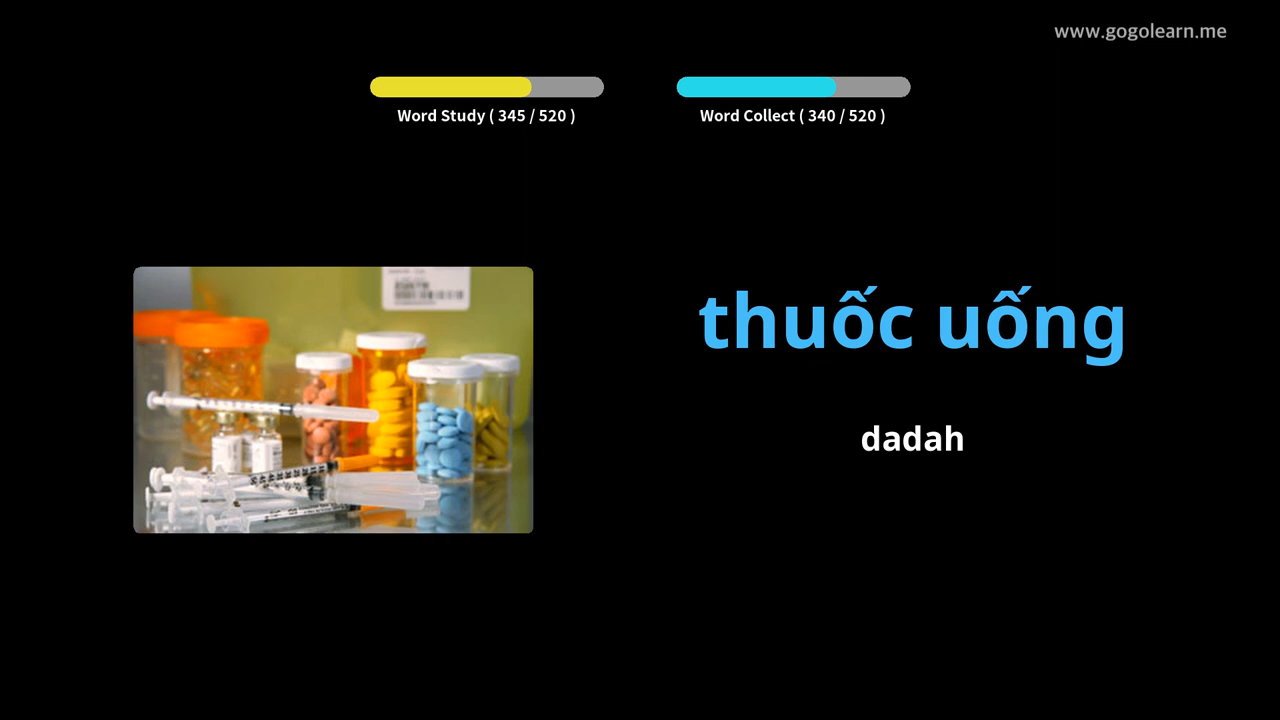 www.gogolearn.me
Word Study ( 345 / 520 )
Word Collect ( 340 / 520 )
thuốc uống
dadah